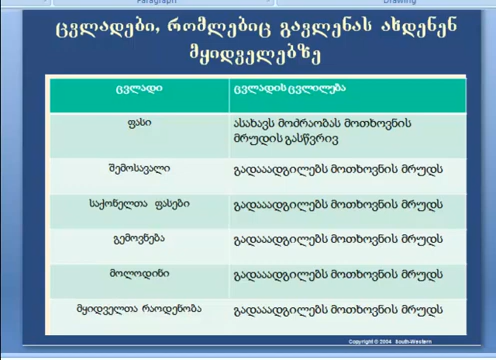 Paragraph
Drawing
ცვლადები, რომლებიც გავლენას ახდენენ
მყიდველებზე
ცვლადი ცვლადის ცვლილება
ფასი ასახავს მოძრაობას მოთხოვნის
მრუდის გასწვრივ
შემოსავალი გადააადგილებს მოთხოვნის მრუდს
საქონელთა ფასები გადააადგილებს მოთხოვნის მრუდს
გემოვნება გადააადგილებს მოთხოვნის მრუდს
მოლოდინი გადააადგილებს მოთხოვნის მრუდს
მყიდველთა რაოდენობა გადააადგილებს მოთხოვნის მრუდს
Copyright © 2004 South-Western